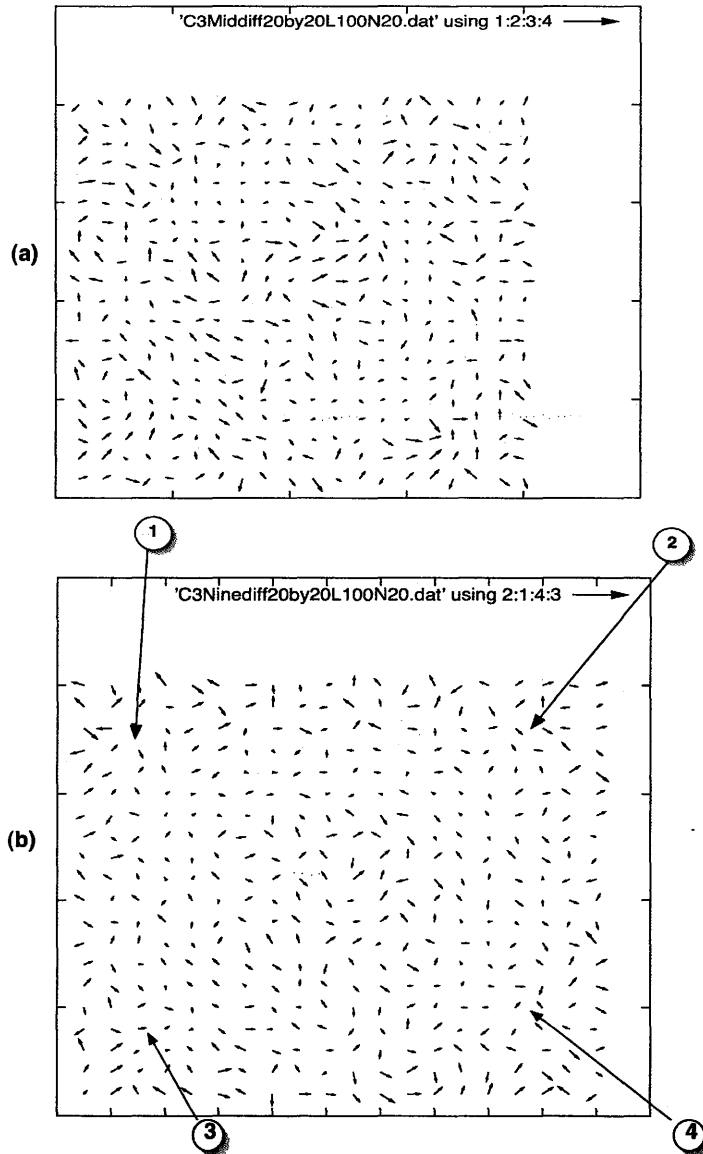 'C3Middiff20by20L100N20.dat' using 1:2:3:4
(a)
1
2
'C3Ninediff20by20L100N20.dat' using 2:1:4:3
(b)
3
4